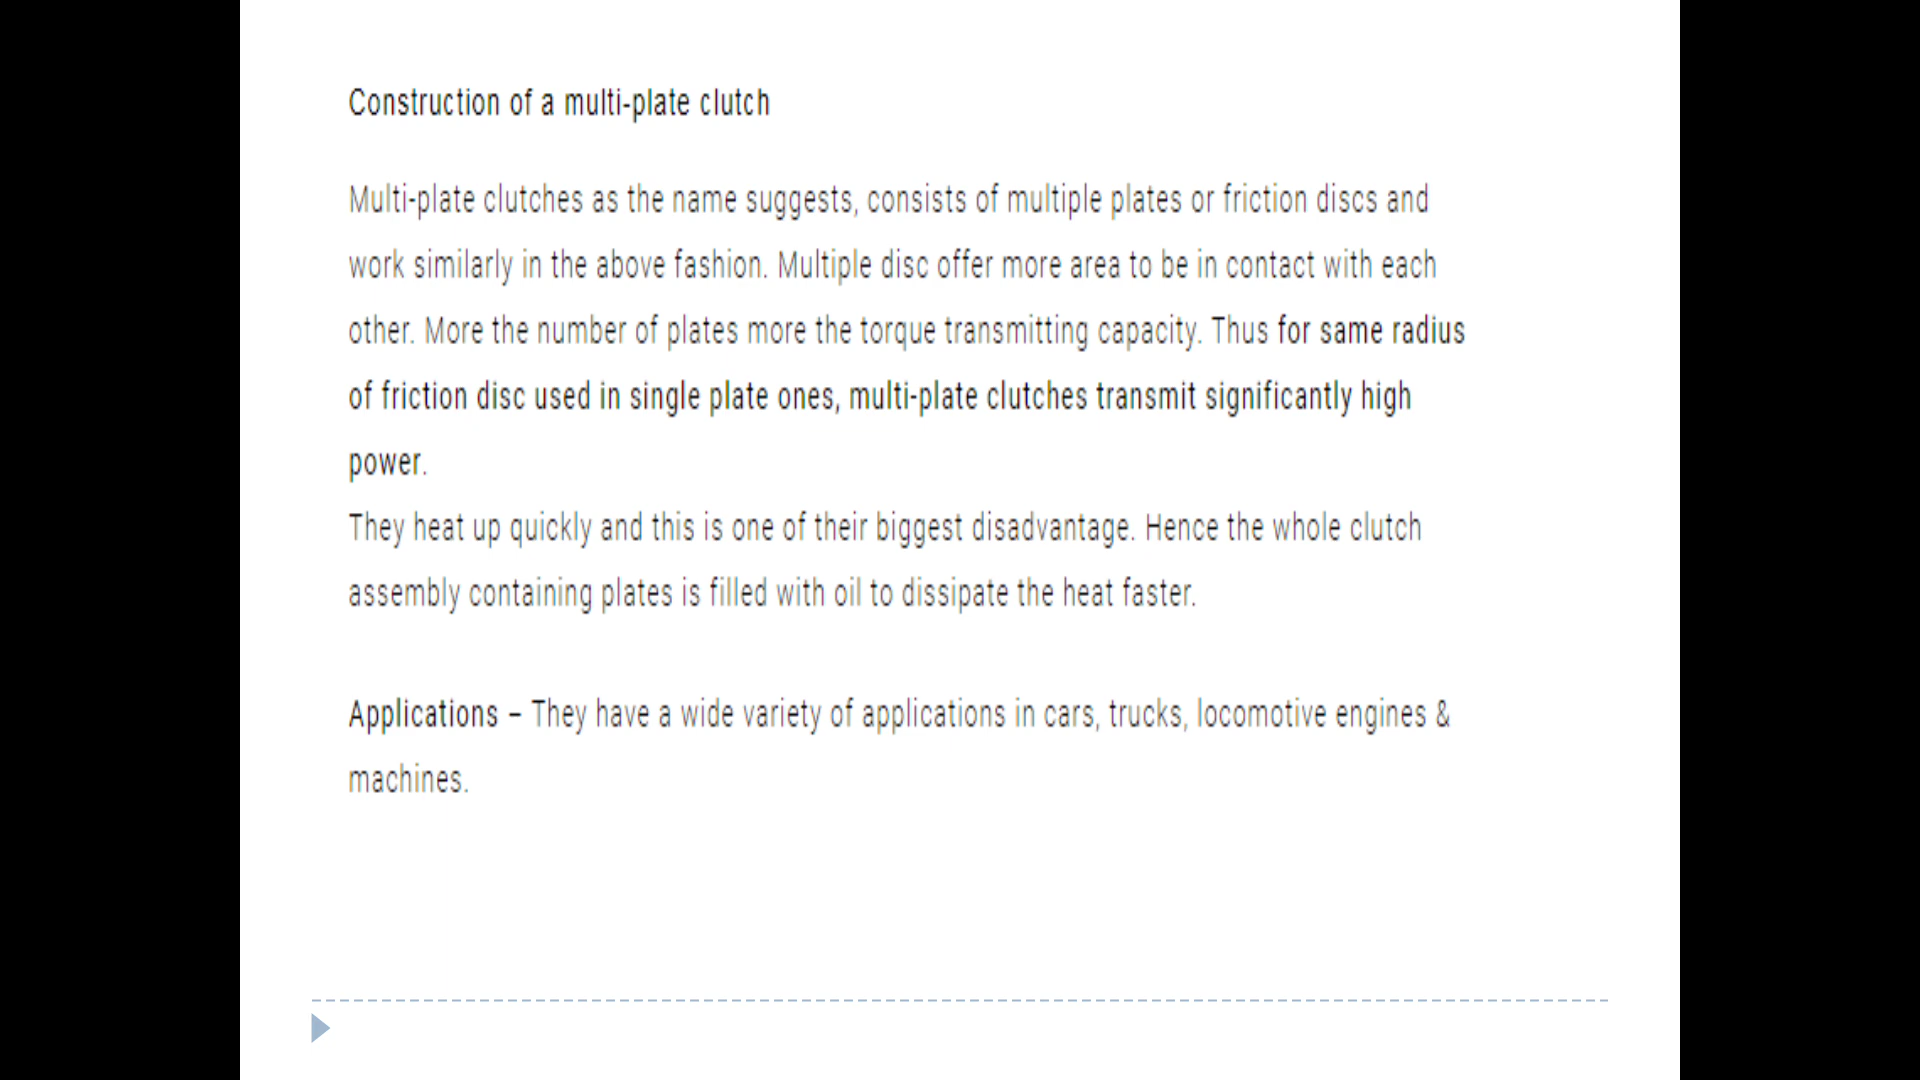 Construction of a multi-plate clutch
Multi-plate clutches as the name suggests, consists of multiple plates or friction discs and
work similarly in the above fashion. Multiple disc offer more area to be in contact with each
other. More the number of plates more the torque transmitting capacity. Thus for same radius
of friction disc used in single plate ones, multi-plate clutches transmit significantly high
power.
They heat up quickly and this is one of their biggest disadvantage. Hence the whole clutch
assembly containing plates is filled with oil to dissipate the heat faster.
Applications – They have a wide variety of applications in cars, trucks, locomotive engines &
machines.